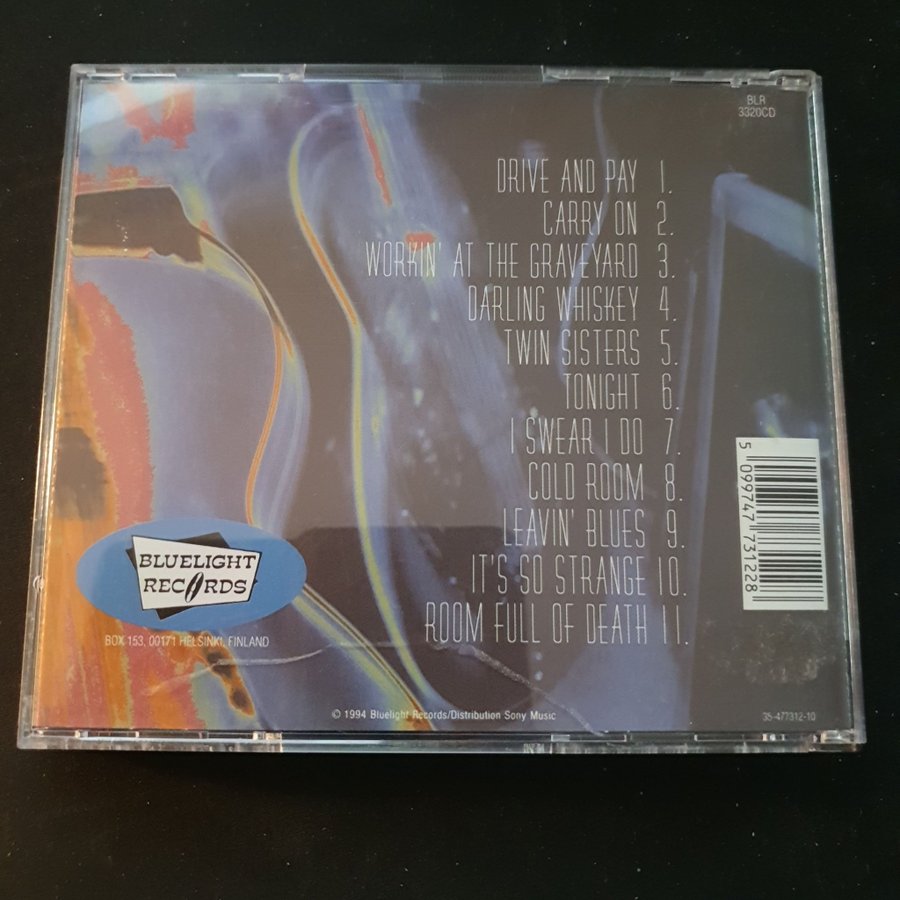 BLR
3320CD
DRIVE AND PAY 1.
CARRY ON 2.
WORKIN' AT THE GRAVEYARD 3.
DARLING WHISKEY 4.
TWIN SISTERS 5.
TONIGHT 6.
I SWEAR I DO 7.
COLD ROOM 8.
LEAVIN' BLUES 9.
IT'S SO STRANGE 10.
ROOM FULL OF DEATH 11.
5 099747 731228
BLUELIGHT
RECORDS
BOX 153, 00171 HELSINKI, FINLAND
© 1994 Bluelight Records/Distribution Sony Music
35-477312-10